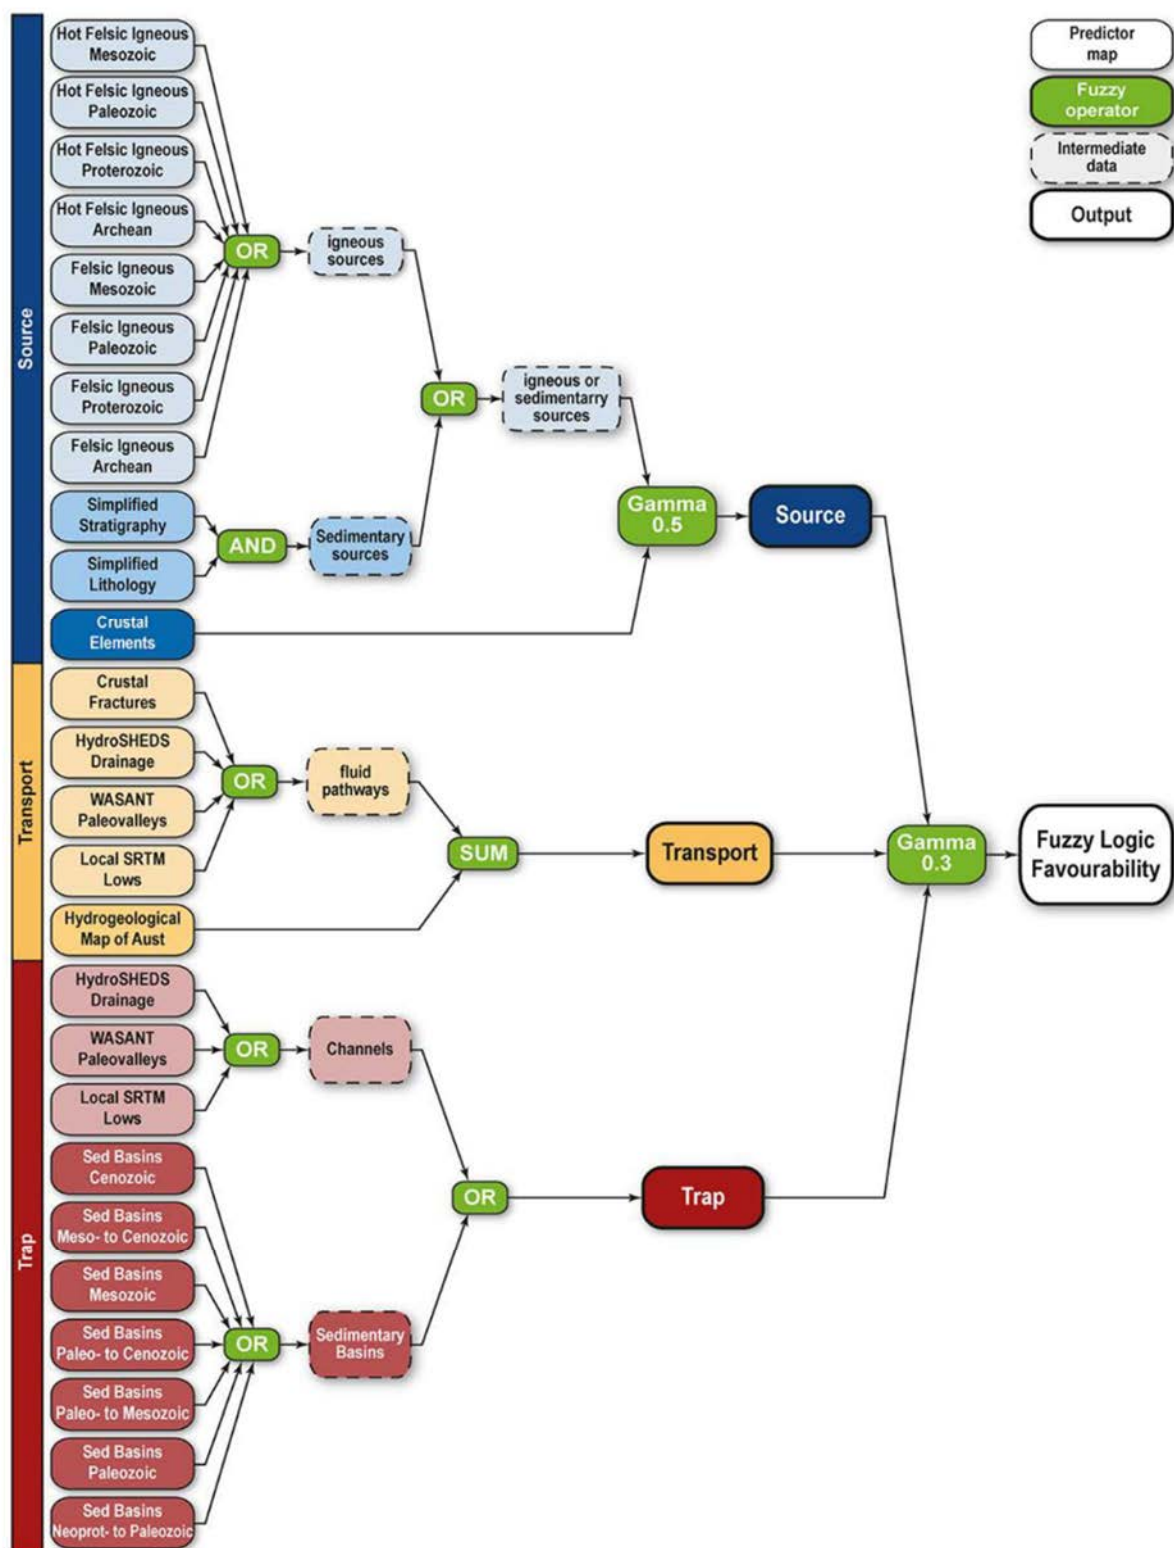 Source
Hot Felsic Igneous
Mesozoic
Hot Felsic Igneous
Paleozoic
Hot Felsic Igneous
Proterozoic
Hot Felsic Igneous
Archean
Felsic Igneous
Mesozoic
Felsic Igneous
Paleozoic
Felsic Igneous
Proterozoic
Felsic Igneous
Archean
Simplified
Stratigraphy
Simplified
Lithology
Crustal
Elements
OR
igneous
sources
AND
Sedimentary
sources
OR
igneous or
sedimentarry
sources
Gamma
0.5
Source
Transport
Crustal
Fractures
HydroSHEDS
Drainage
WASANT
Paleovalleys
Local SRTM
Lows
Hydrogeological
Map of Aust
OR
fluid
pathways
SUM
Transport
Trap
HydroSHEDS
Drainage
WASANT
Paleovalleys
Local SRTM
Lows
Sed Basins
Cenozoic
Sed Basins
Meso- to Cenozoic
Sed Basins
Mesozoic
Sed Basins
Paleo- to Cenozoic
Sed Basins
Paleo- to Mesozoic
Sed Basins
Paleozoic
Sed Basins
Neoprot- to Paleozoic
OR
Channels
OR
Sedimentary
Basins
OR
Trap
Gamma
0.3
Fuzzy Logic
Favourability
Predictor
map
Fuzzy
operator
Intermediate
data
Output